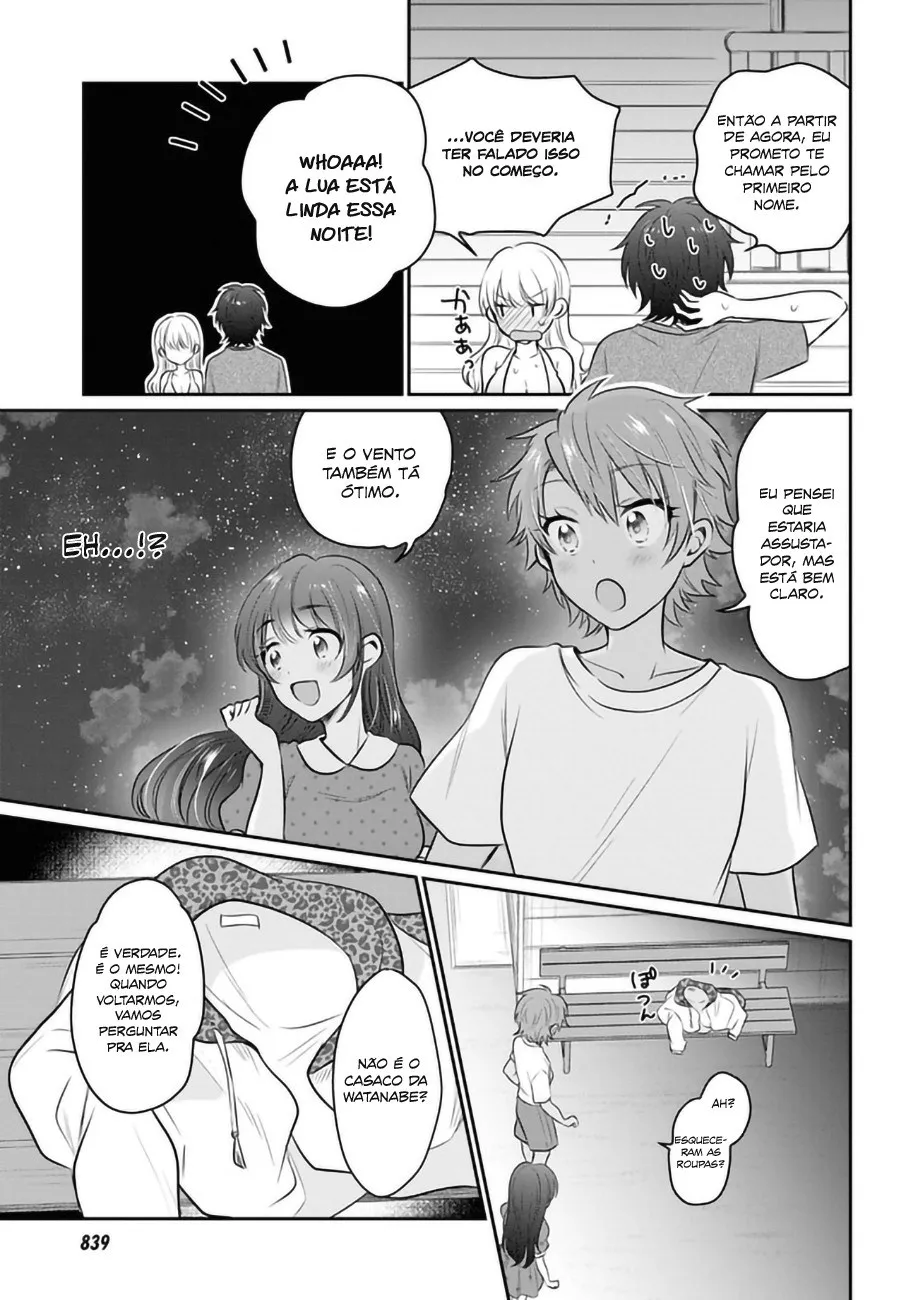 ENTÃO A PARTIR
DE AGORA, EU
PROMETO TE
CHAMAR PELO
PRIMEIRO
NOME.
...VOCÊ DEVERIA
TER FALADO ISSO
NO COMEÇO.
かあぁっ
WHOAAA!
A LUA ESTÁ
LINDA ESSA
NOITE!
EU PENSEI
QUE
ESTARIA
ASSUSTA-
DOR, MAS
ESTÁ BEM
CLARO.
E O VENTO
TAMBÉM TÁ
ÓTIMO.
EH...!?
ぽつん
AH?
ESQUECE-
RAM AS
ROUPAS?
NÃO É O
CASACO DA
WATANABE?
É VERDADE.
É O MESMO!
QUANDO
VOLTARMOS,
VAMOS
PERGUNTAR
PRA ELA.
839